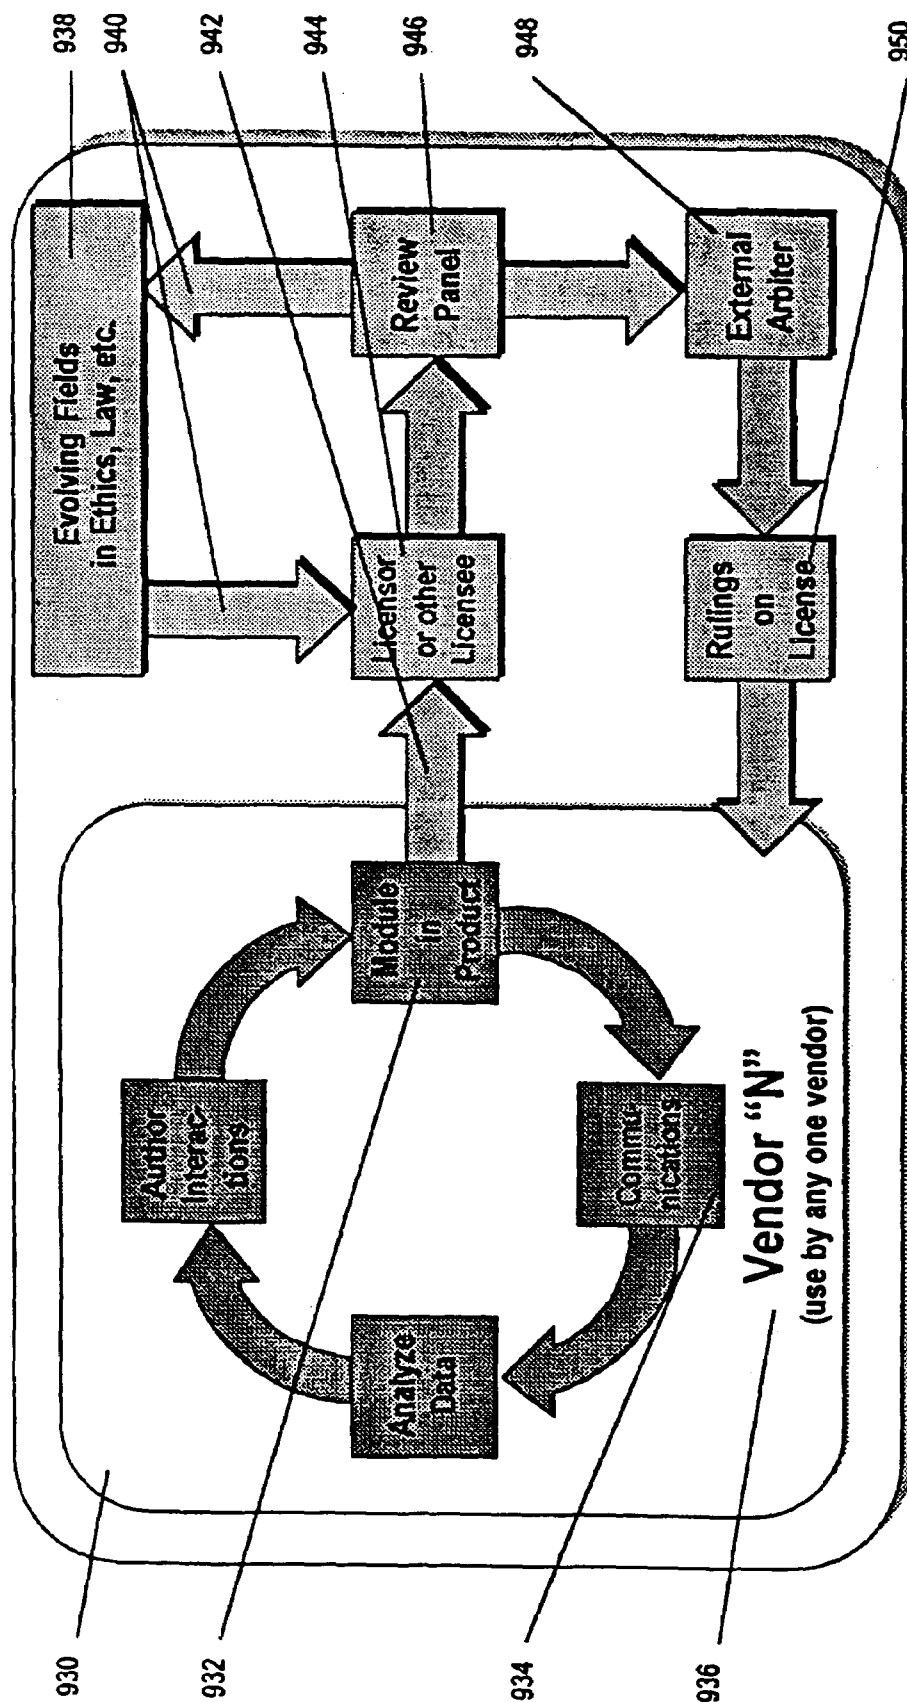 938
940
942
944
946
948
950
Evolving Fields
in Ethics, Law, etc.
Licensor
or other
Licensee
Review
Panel
External
Arbiter
Rulings
on
License
Author
Interac-
tions
Module
in
Product
Analyze
Data
Commu-
nications
Vendor “N”
(use by any one vendor)
930
932
934
936